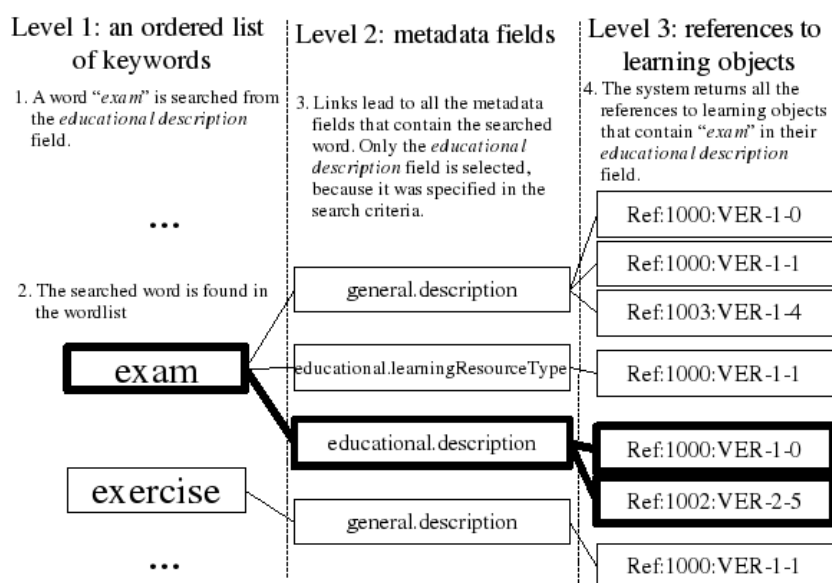 Level 1: an ordered list
of keywords
1. A word “exam” is searched from
the educational description
field.
...
2. The searched word is found in
the wordlist
exam
exercise
...
Level 2: metadata fields
3. Links lead to all the metadata
fields that contain the searched
word. Only the educational
description field is selected,
because it was specified in the
search criteria.
general.description
educational.learningResourceType
educational.description
general.description
Level 3: references to
learning objects
4. The system returns all the
references to learning objects
that contain “exam” in their
educational description
field.
Ref:1000:VER-1-0
Ref:1000:VER-1-1
Ref:1003:VER-1-4
Ref:1000:VER-1-1
Ref:1000:VER-1-0
Ref:1002:VER-2-5
Ref:1000:VER-1-1